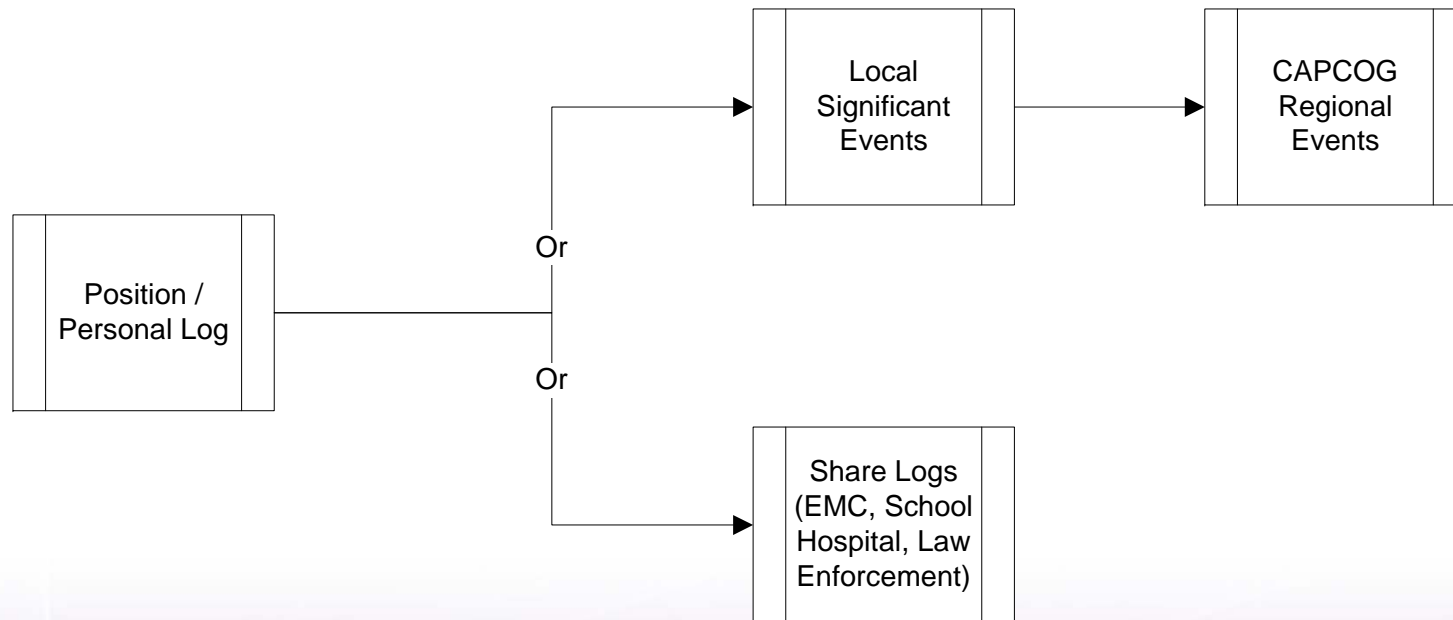 Local
Significant
Events
CAPCOG
Regional
Events
Or
Position /
Personal Log
Or
Share Logs
(EMC, School
Hospital, Law
Enforcement)